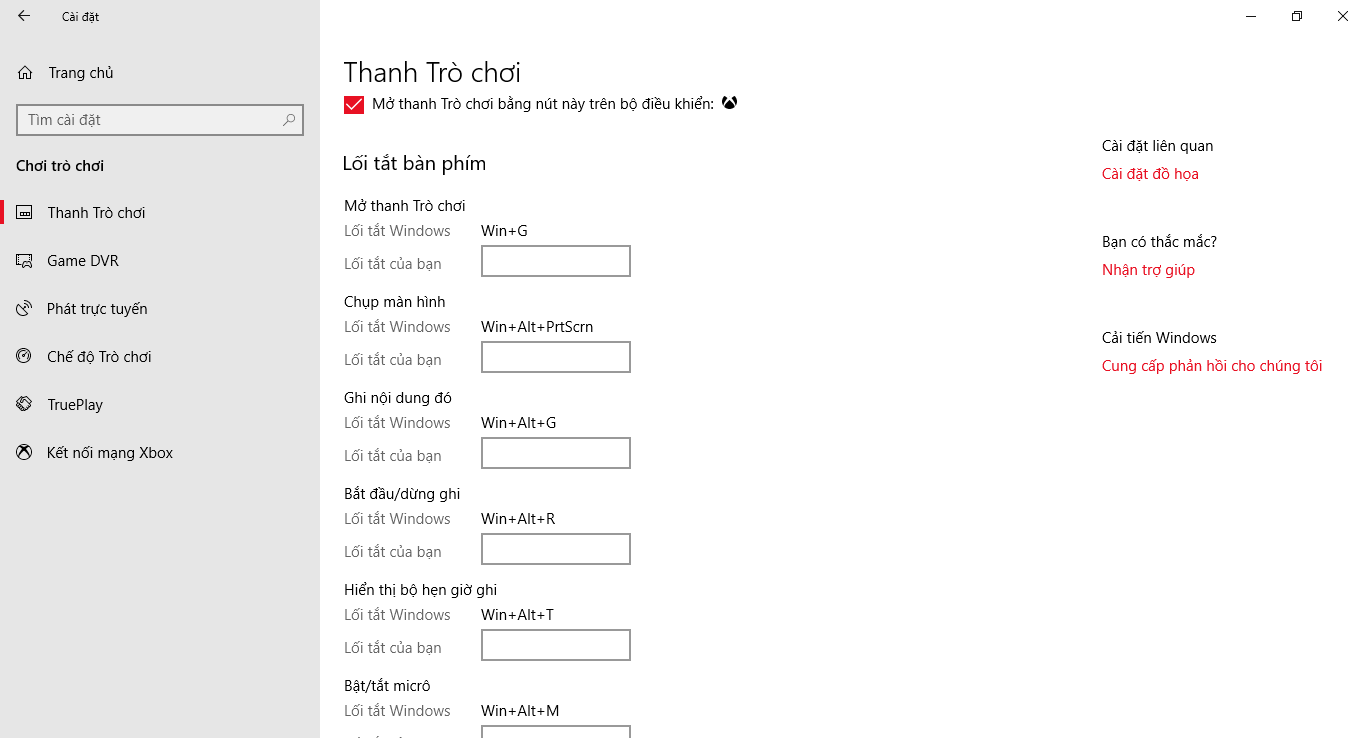 Cài đặt
Trang chủ
Tìm cài đặt
Chơi trò chơi
Thanh Trò chơi
Game DVR
Phát trực tuyến
Chế độ Trò chơi
TruePlay
Kết nối mạng Xbox
Thanh Trò chơi
Mở thanh Trò chơi bằng nút này trên bộ điều khiển:
Lối tắt bàn phím
Mở thanh Trò chơi
Lối tắt Windows Win+G
Lối tắt của bạn
Chụp màn hình
Lối tắt Windows Win+Alt+PrtScrn
Lối tắt của bạn
Ghi nội dung đó
Lối tắt Windows Win+Alt+G
Lối tắt của bạn
Bắt đầu/dừng ghi
Lối tắt Windows Win+Alt+R
Lối tắt của bạn
Hiển thị bộ hẹn giờ ghi
Lối tắt Windows Win+Alt+T
Lối tắt của bạn
Bật/tắt micrô
Lối tắt Windows Win+Alt+M
Cài đặt liên quan
Cài đặt đồ họa
Bạn có thắc mắc?
Nhận trợ giúp
Cải tiến Windows
Cung cấp phản hồi cho chúng tôi